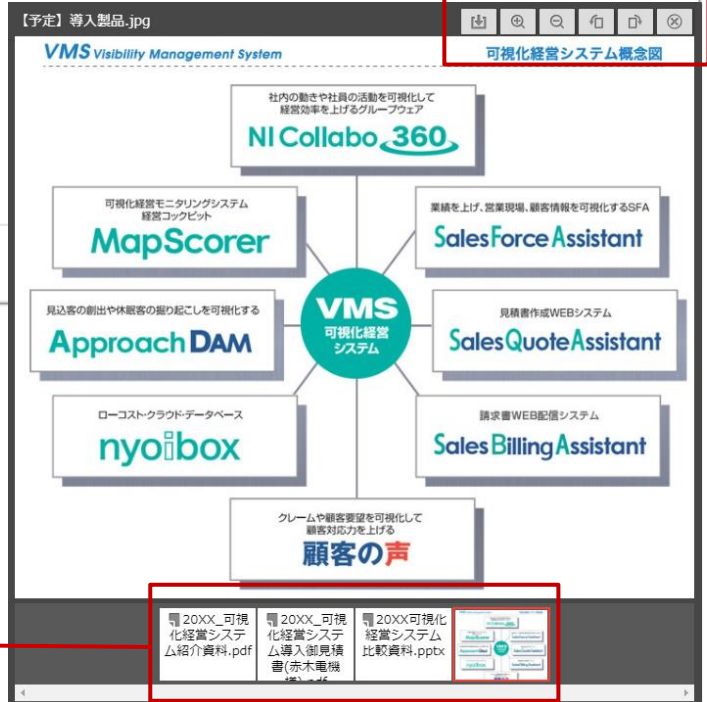 【予定】導入製品.jpg
VMS Visibility Management System
可視化経営システム概念図
社内の動きや社員の活動を可視化して
経営効率を上げるグループウェア
NI Collabo 360
可視化経営モニタリングシステム
経営コックピット
MapScorer
業績を上げ、営業現場、顧客情報を可視化するSFA
Sales Force Assistant
見込客の創出や休眠客の掘り起こしを可視化する
Approach DAM
VMS
可視化経営
システム
見積書作成WEBシステム
Sales Quote Assistant
ローコスト・クラウド・データベース
nyoibox
請求書WEB配信システム
Sales Billing Assistant
クレームや顧客要望を可視化して
顧客対応力を上げる
顧客の声
20XX_可視
化経営システ
ム紹介資料.pdf
20XX_可視
化経営システ
ム導入御見積
書(赤木電機
20XX可視化
経営システム
比較資料.pptx